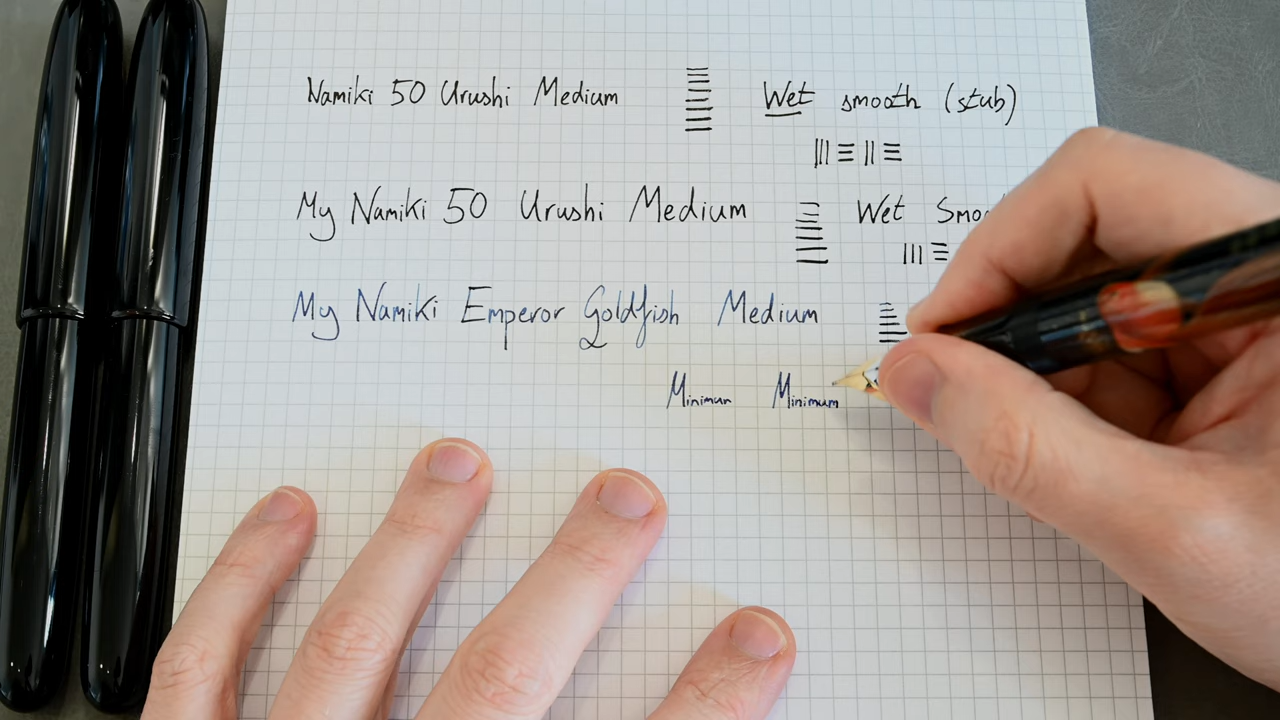 Namiki 50 Urushi Medium Wet smooth (stub)
My Namiki 50 Urushi Medium Wet
My Namiki Emperor Goldfish Medium
Minimun Minimum